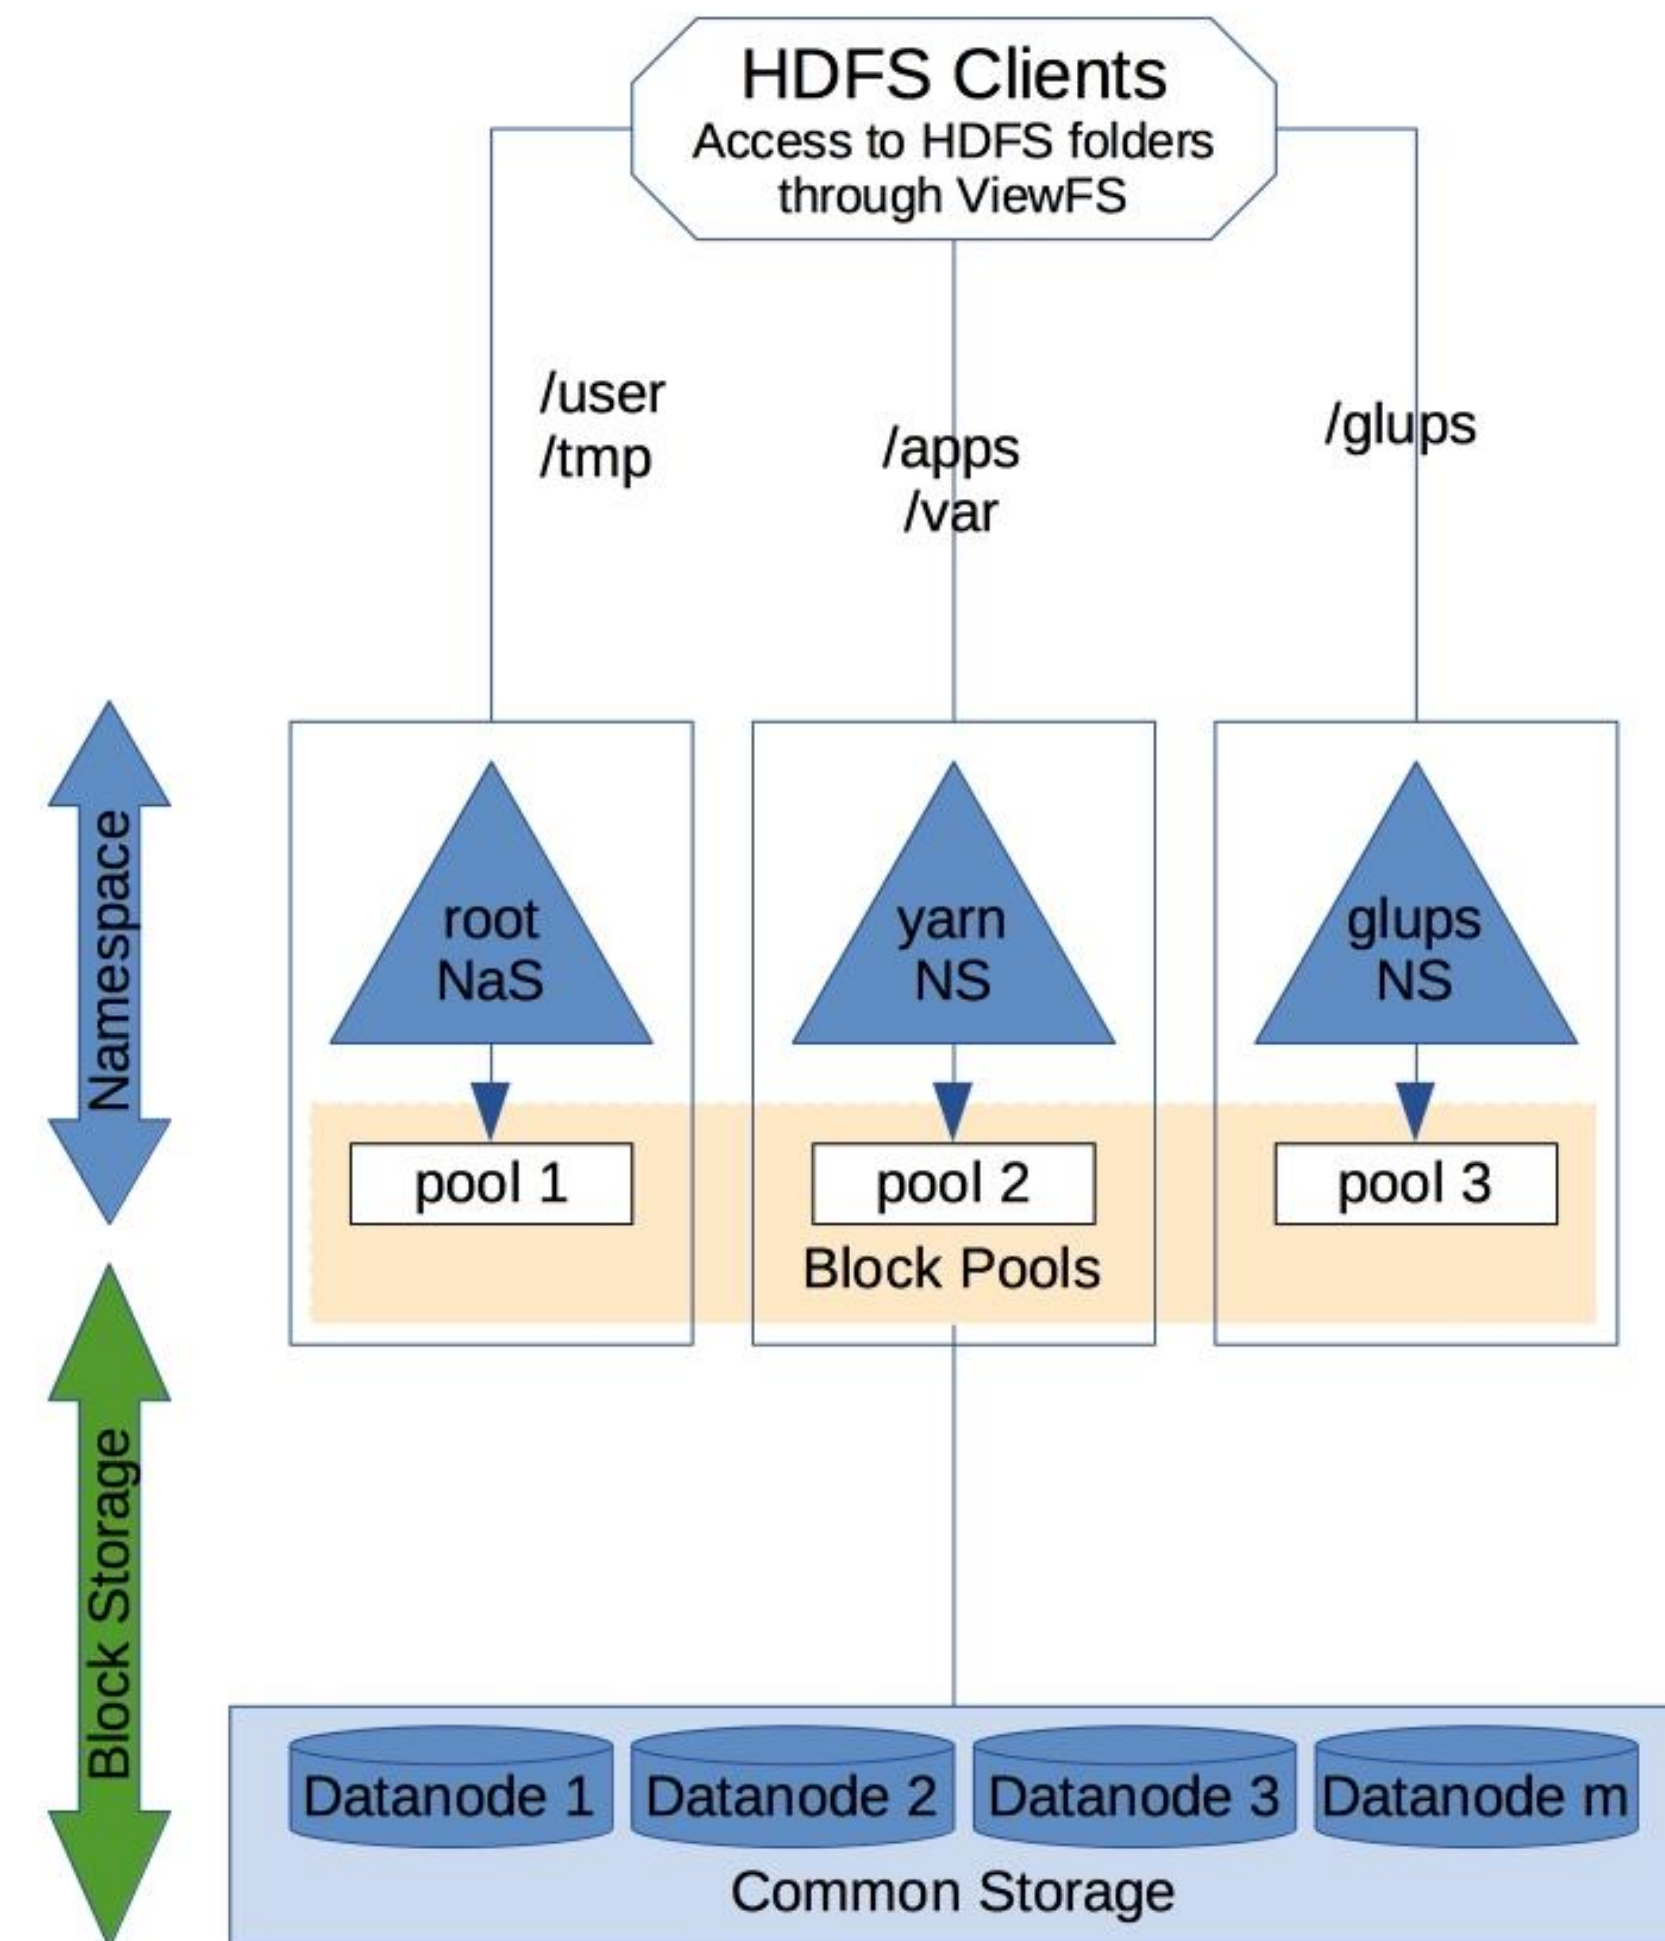 HDFS Clients
Access to HDFS folders
through ViewFS
/user
/tmp
/apps
/var
/glups
Namespace
root
NaS
yarn
NS
glups
NS
pool 1
pool 2
pool 3
Block Pools
Block Storage
Datanode 1
Datanode 2
Datanode 3
Datanode m
Common Storage